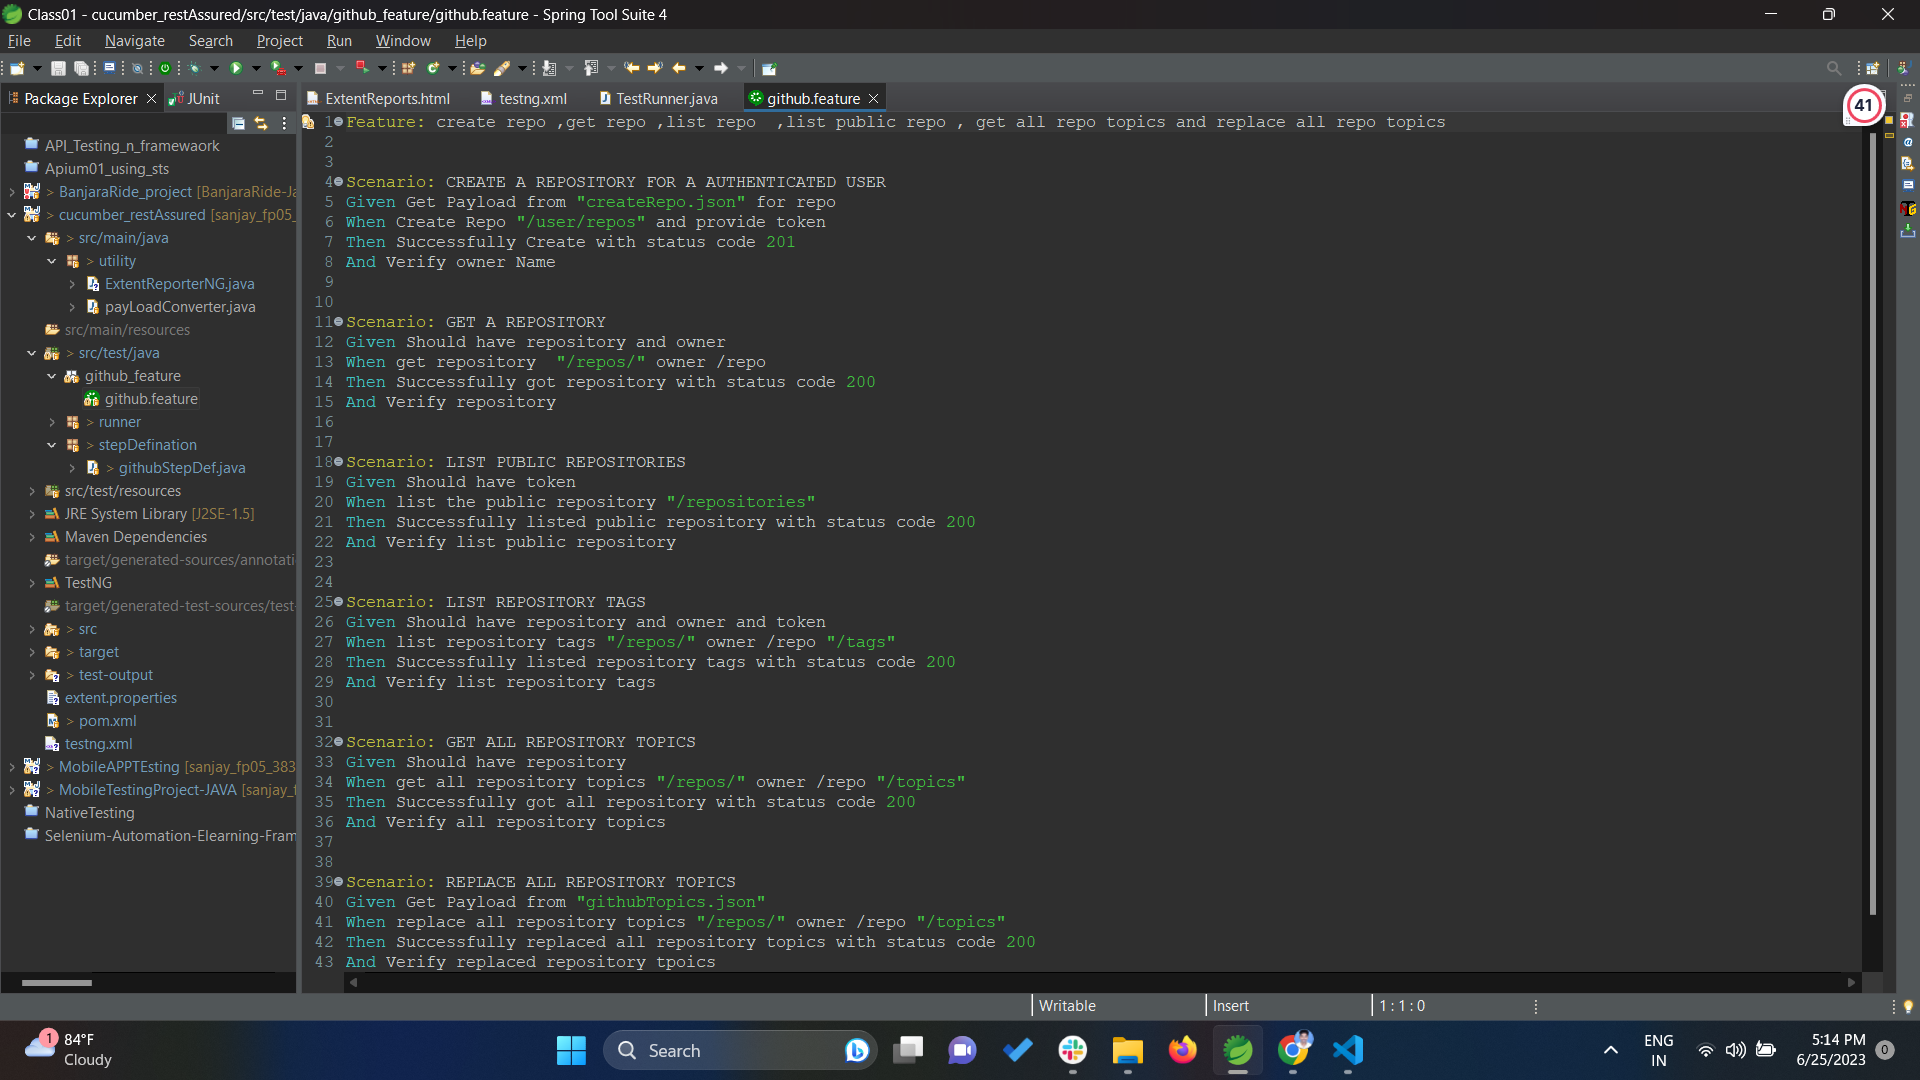 Class01 - cucumber_restAssured/src/test/java/github_feature/github.feature - Spring Tool Suite 4
File Edit Navigate Search Project Run Window Help
Package Explorer JUnit
ExtentReports.html testng.xml TestRunner.java github.feature
41
API_Testing_n_framewaork
Apium01_using_sts
> BanjaraRide_project [BanjaraRide-Ja
> cucumber_restAssured [sanjay_fp05_
> src/main/java
> utility
ExtentReporterNG.java
payLoadConverter.java
src/main/resources
> src/test/java
github_feature
github.feature
> runner
> stepDefination
> githubStepDef.java
src/test/resources
JRE System Library [J2SE-1.5]
Maven Dependencies
target/generated-sources/annotati
TestNG
target/generated-test-sources/test-
> src
> target
> test-output
extent.properties
> pom.xml
testng.xml
> MobileAPPTEsting [sanjay_fp05_383
> MobileTestingProject-JAVA [sanjay_f
NativeTesting
Selenium-Automation-Elearning-Fram
1 Feature: create repo ,get repo ,list repo  ,list public repo , get all repo topics and replace all repo topics
2
3
4 Scenario: CREATE A REPOSITORY FOR A AUTHENTICATED USER
5 Given Get Payload from "createRepo.json" for repo
6 When Create Repo "/user/repos" and provide token
7 Then Successfully Create with status code 201
8 And Verify owner Name
9
10
11 Scenario: GET A REPOSITORY
12 Given Should have repository and owner
13 When get repository  "/repos/" owner /repo
14 Then Successfully got repository with status code 200
15 And Verify repository
16
17
18 Scenario: LIST PUBLIC REPOSITORIES
19 Given Should have token
20 When list the public repository "/repositories"
21 Then Successfully listed public repository with status code 200
22 And Verify list public repository
23
24
25 Scenario: LIST REPOSITORY TAGS
26 Given Should have repository and owner and token
27 When list repository tags "/repos/" owner /repo "/tags"
28 Then Successfully listed repository tags with status code 200
29 And Verify list repository tags
30
31
32 Scenario: GET ALL REPOSITORY TOPICS
33 Given Should have repository
34 When get all repository topics "/repos/" owner /repo "/topics"
35 Then Successfully got all repository with status code 200
36 And Verify all repository topics
37
38
39 Scenario: REPLACE ALL REPOSITORY TOPICS
40 Given Get Payload from "githubTopics.json"
41 When replace all repository topics "/repos/" owner /repo "/topics"
42 Then Successfully replaced all repository topics with status code 200
43 And Verify replaced repository tpoics
Writable Insert 1 : 1 : 0
1 84°F
Cloudy
Search
ENG
IN
5:14 PM
6/25/2023
0